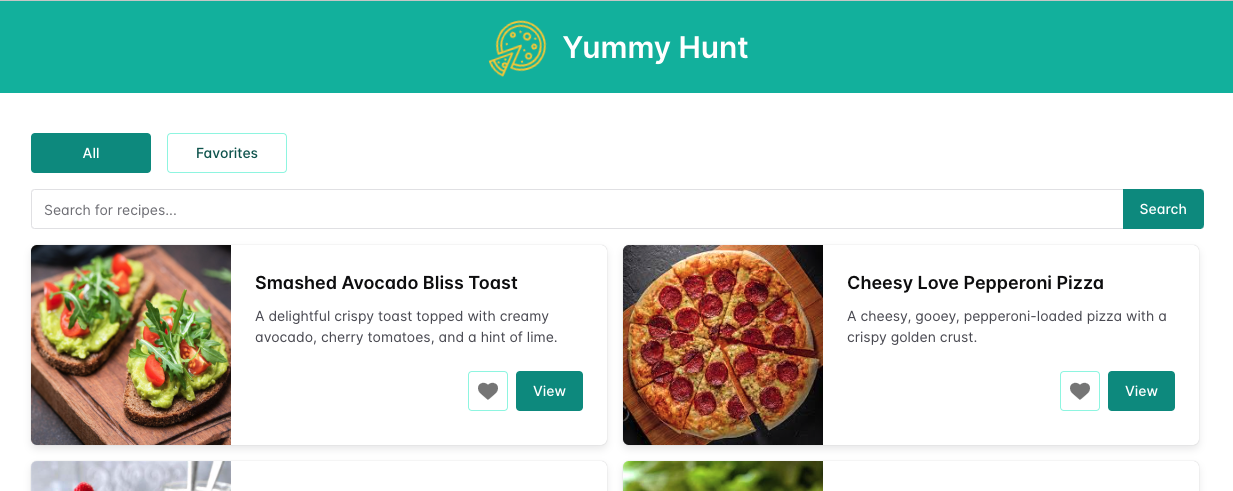 Yummy Hunt
All
Favorites
Search for recipes...
Search
Smashed Avocado Bliss Toast
A delightful crispy toast topped with creamy
avocado, cherry tomatoes, and a hint of lime.
View
Cheesy Love Pepperoni Pizza
A cheesy, gooey, pepperoni-loaded pizza with a
crispy golden crust.
View